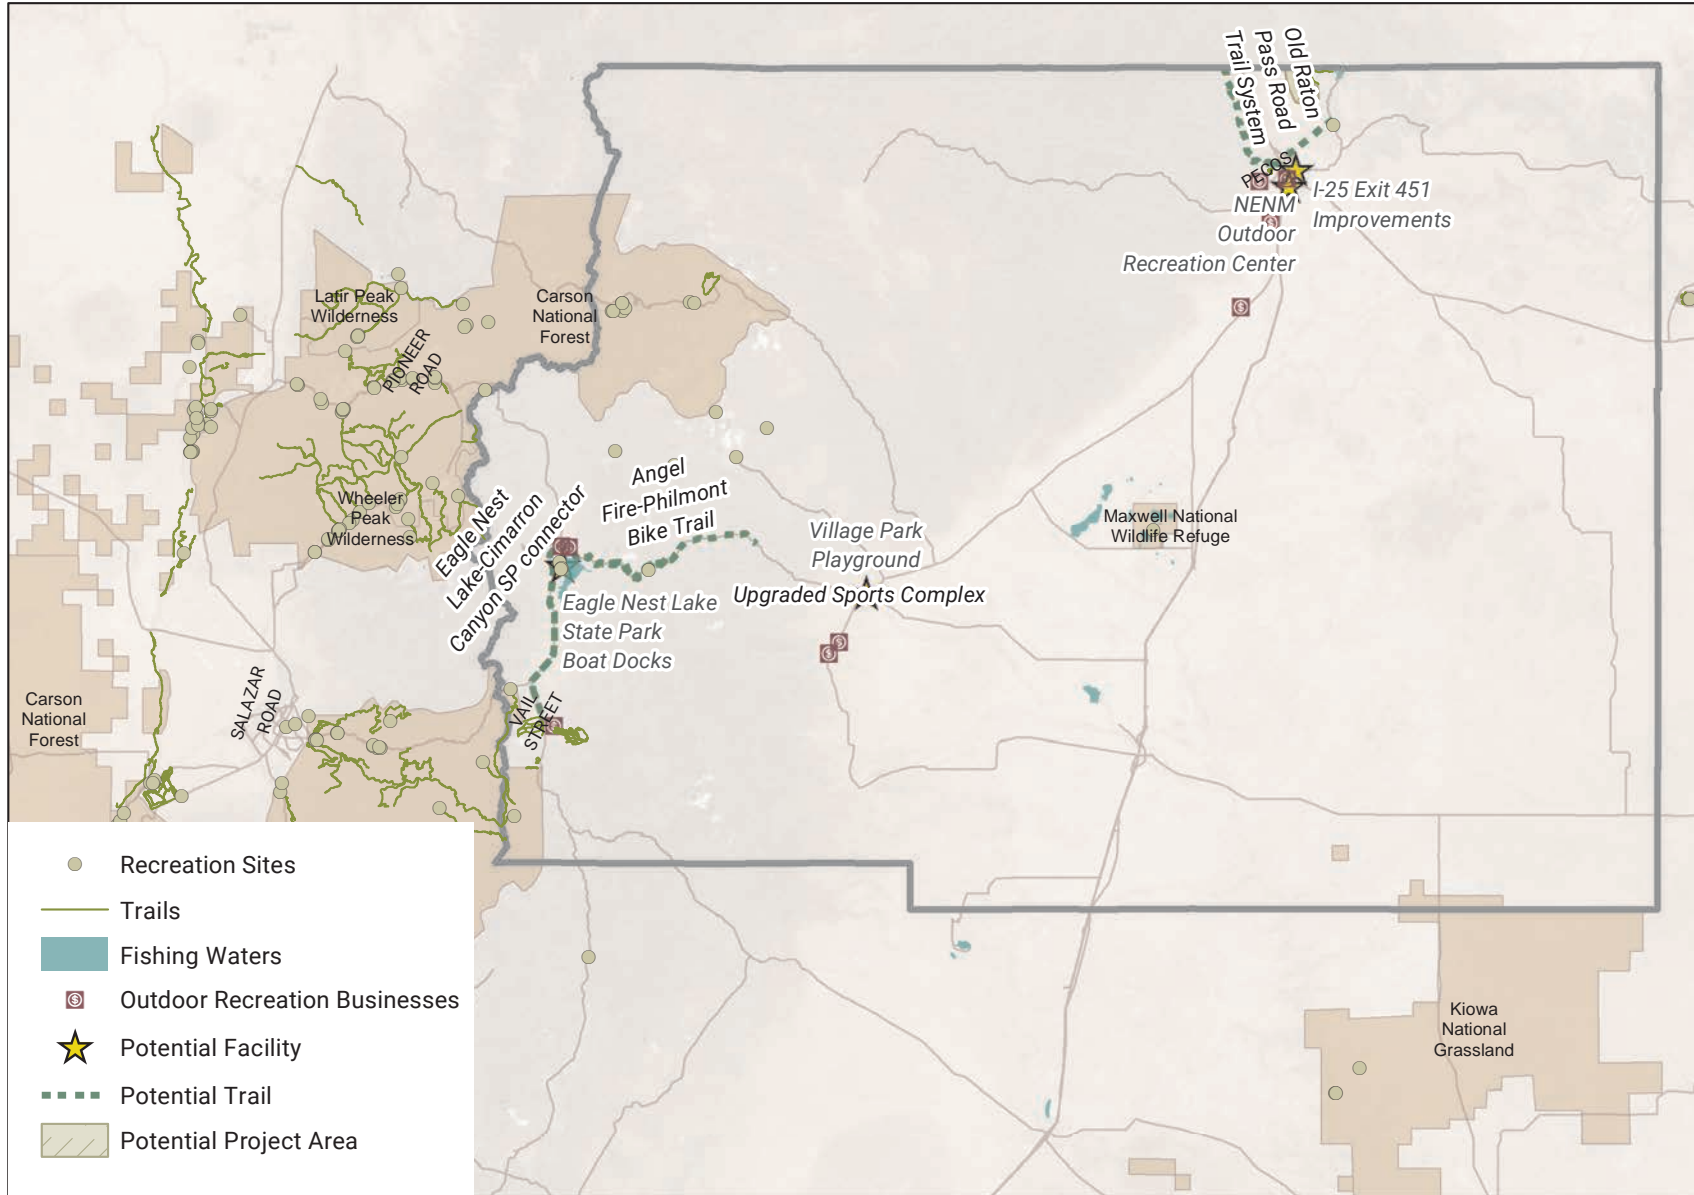 Old Raton
Pass Road
Trail System
PECOS
I-25 Exit 451
Improvements
NENM
Outdoor
Recreation Center
Latir Peak
Wilderness
Carson
National
Forest
PIONEER
ROAD
Wheeler
Peak
Wilderness
Eagle Nest
Lake-Cimarron
Canyon SP connector
Angel
Fire-Philmont
Bike Trail
Village Park
Playground
Upgraded Sports Complex
Maxwell National
Wildlife Refuge
Eagle Nest Lake
State Park
Boat Docks
VAIL
STREET
SALAZAR
ROAD
Carson
National
Forest
Kiowa
National
Grassland
Recreation Sites
Trails
Fishing Waters
Outdoor Recreation Businesses
Potential Facility
Potential Trail
Potential Project Area